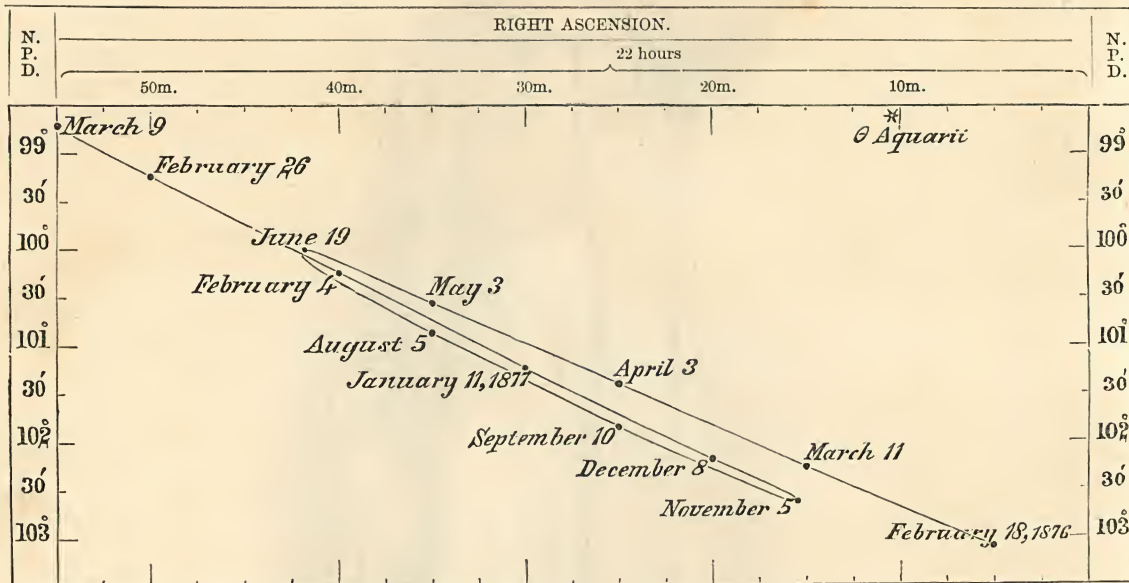 RIGHT ASCENSION.
N.
P.
D.
22 hours
50m. 40m. 30m. 20m. 10m.
N.
P.
D.
March 9
θ Aquarii
99° 99°
February 26
30′ 30′
June 19
100° 100°
February 4
May 3
30′ 30′
August 5
101° 101°
January 11, 1877
April 3
30′ 30′
September 10
102° 102°
December 8
March 11
30′ 30′
November 5
February 18, 1876
103° 103°